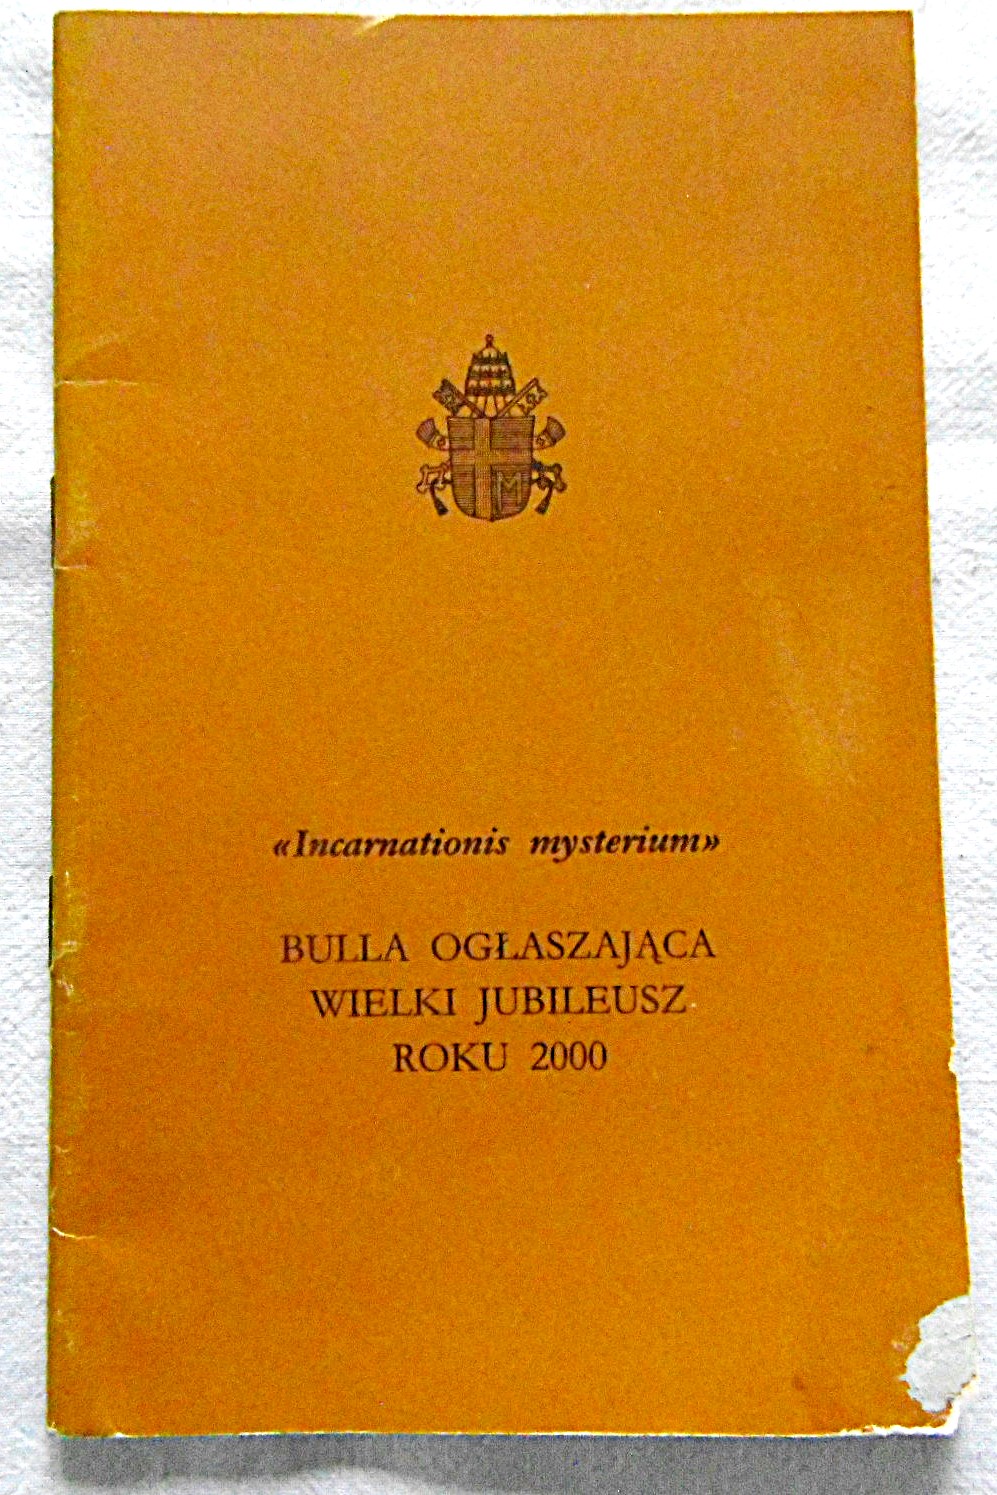 «Incarnationis mysterium»
BULLA OGŁASZAJĄCA
WIELKI JUBILEUSZ
ROKU 2000